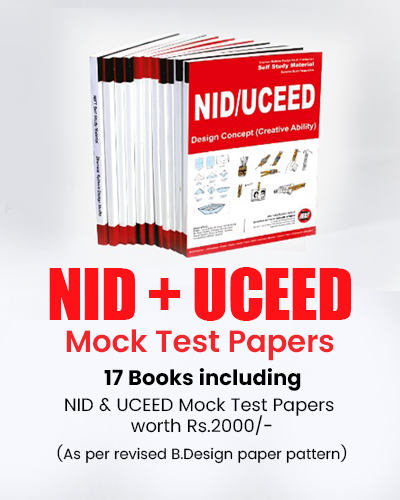 Self Study Material
NID/UCEED
Design Concept (Creative Ability)
NID + UCEED
Mock Test Papers
17 Books including
NID & UCEED Mock Test Papers
worth Rs.2000/-
(As per revised B.Design paper pattern)